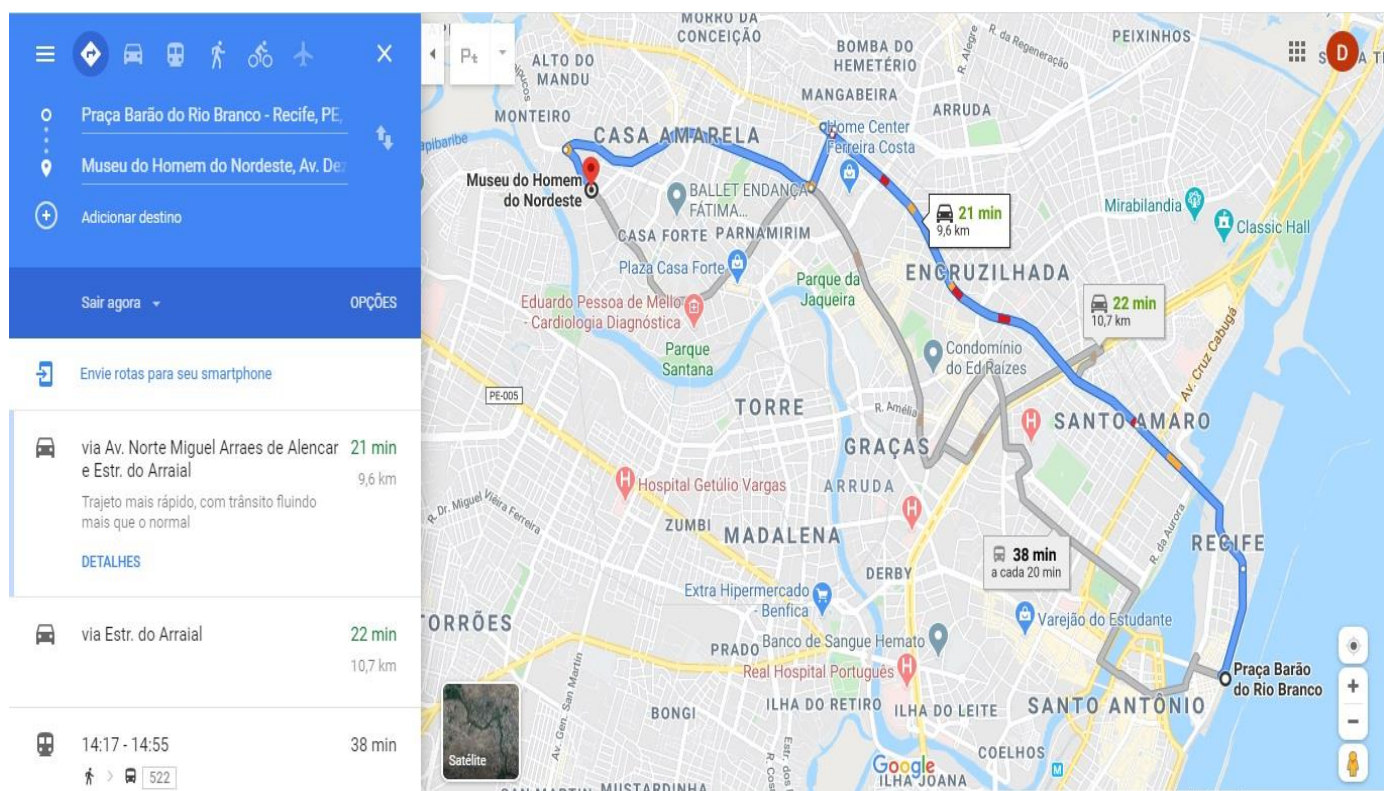 Praça Barão do Rio Branco - Recife, PE,
Museu do Homem do Nordeste, Av. Dez
Adicionar destino
Sair agora
OPÇÕES
Envie rotas para seu smartphone
via Av. Norte Miguel Arraes de Alencar
e Estr. do Arraial
21 min
9,6 km
Trajeto mais rápido, com trânsito fluindo
mais que o normal
DETALHES
via Estr. do Arraial
22 min
10,7 km
14:17 - 14:55
38 min
522
MORRO DA
CONCEIÇÃO
R. Alegre
R. da Regeneração
PEIXINHOS
D
ALTO DO
MANDU
BOMBA DO
HEMETÉRIO
MANGABEIRA
ARRUDA
MONTEIRO
CASA AMARELA
Home Center
Ferreira Costa
Museu do Homem
do Nordeste
BALLET ENDANÇA
FÁTIMA...
21 min
9,6 km
Mirabilandia
Classic Hall
CASA FORTE
PARNAMIRIM
Plaza Casa Forte
Parque da
Jaqueira
ENCRUZILHADA
Eduardo Pessoa de Mello
- Cardiologia Diagnóstica
22 min
10,7 km
Av. Cruz Cabugá
Parque
Santana
Condomínio
do Ed Raízes
PE-005
TORRE
R. Amélia
SANTO AMARO
GRAÇAS
Hospital Getúlio Vargas
ARRUDA
R. Dr. Miguel Vieira Ferreira
ZUMBI
MADALENA
R. da Aurora
RECIFE
38 min
a cada 20 min
DERBY
Extra Hipermercado
- Benfica
Varejão do Estudante
TORRÕES
PRADO
Banco de Sangue Hemato
Real Hospital Português
Praça Barão
do Rio Branco
Av. Gen. San Martin
BONGI
ILHA DO RETIRO
ILHA DO LEITE
SANTO ANTÔNIO
Satélite
COELHOS
Google
ILHA JOANA
SAN MARTIN
MUSTARDINHA